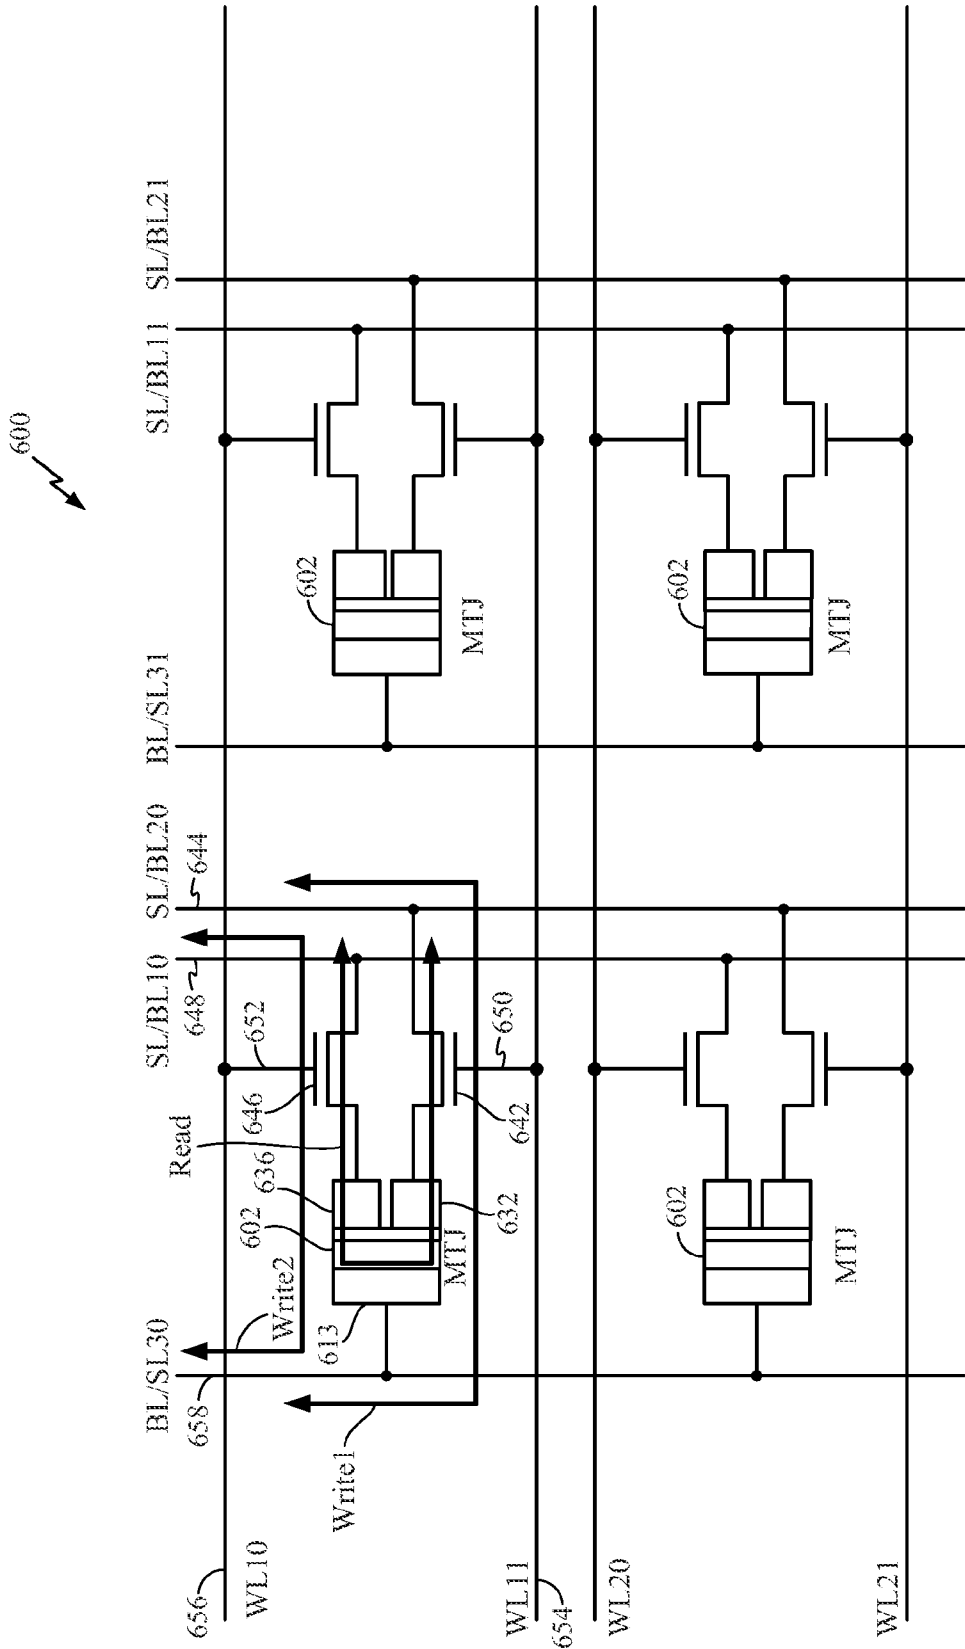 600
BL/SL30
SL/BL10
SL/BL20
BL/SL31
SL/BL11
SL/BL21
658
648
644
656
WL10
Write2
Read
652
602
636
646
602
613
MTJ
632
642
650
MTJ
Write1
WL11
654
WL20
602
602
MTJ
MTJ
WL21